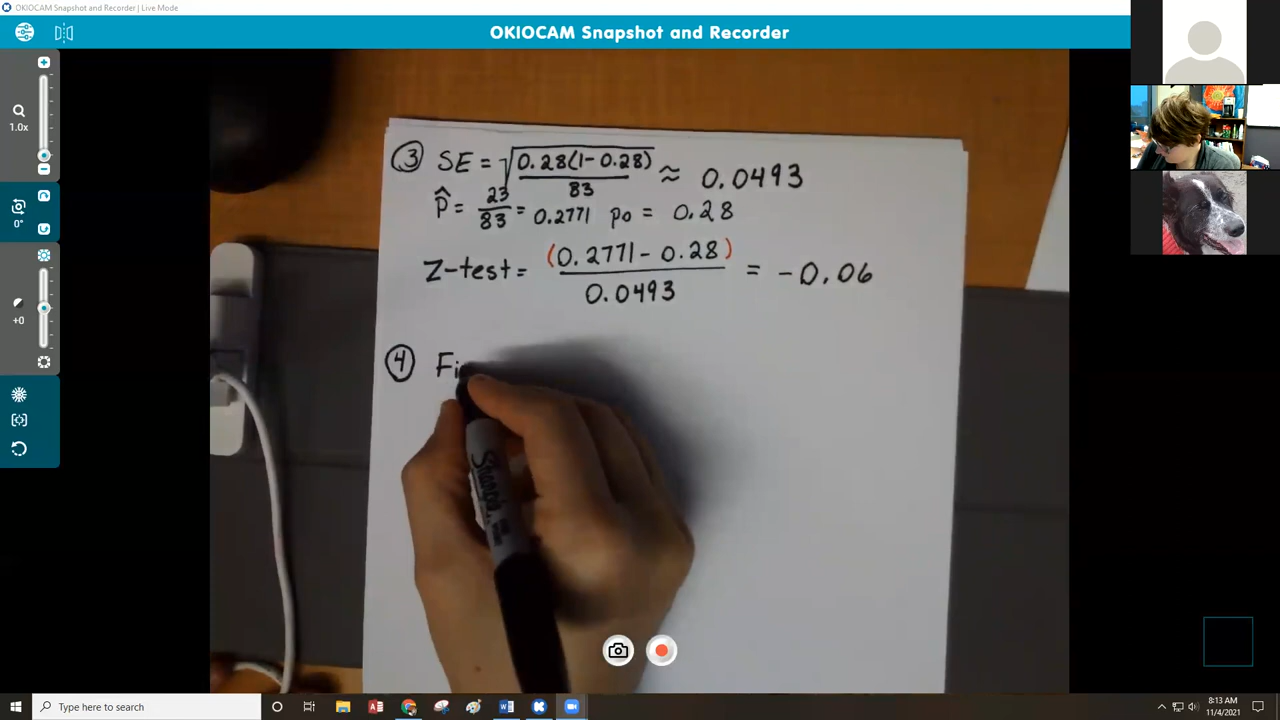 OKIOCAM Snapshot and Recorder | Live Mode
OKIOCAM Snapshot and Recorder
1.0x
0°
+0
③ SE = √(0.28(1-0.28)/83) ≈ 0.0493
p̂ = 23/83 = 0.2771 po = 0.28
Z-test = (0.2771 - 0.28)/0.0493 = -0.06
④ Fi
Sharpie
Type here to search
8:13 AM
11/4/2021